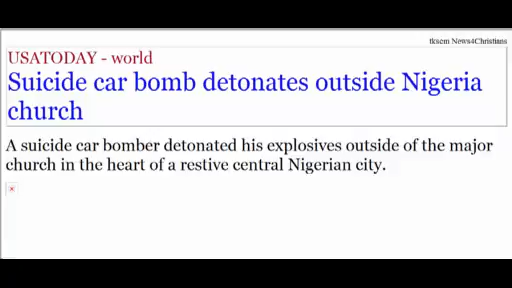 tksem News4Christians
USATODAY - world
Suicide car bomb detonates outside Nigeria
church
A suicide car bomber detonated his explosives outside of the major
church in the heart of a restive central Nigerian city.